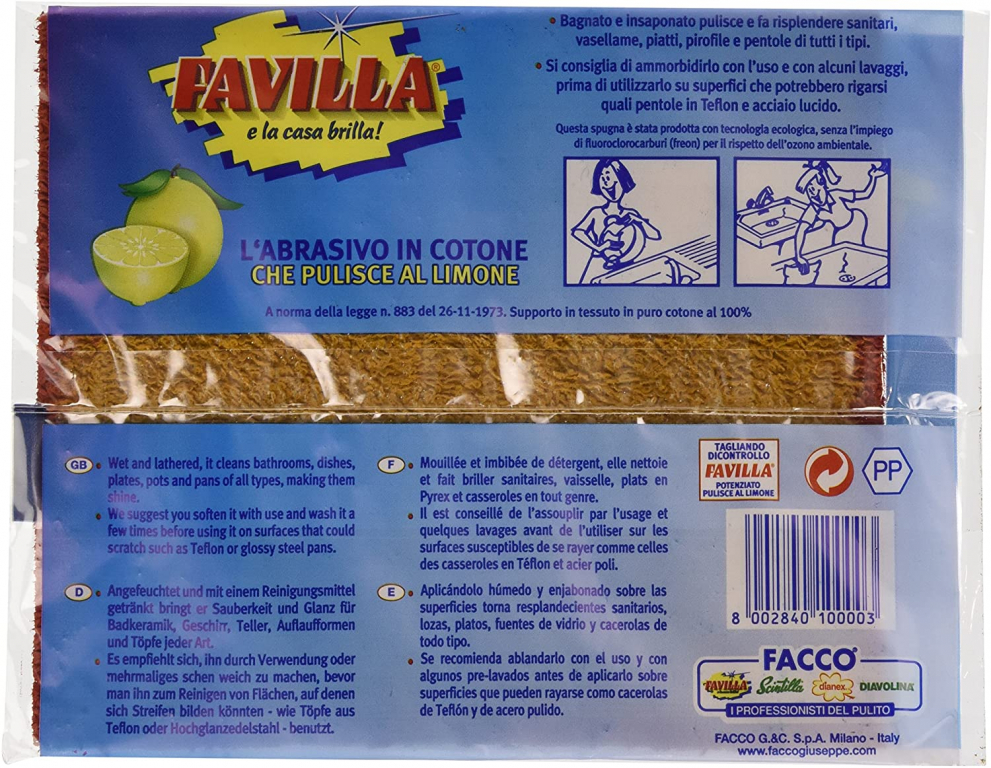 FAVILLA®
e la casa brilla!
• Bagnato e insaponato pulisce e fa risplendere sanitari,
vasellame, piatti, pirofile e pentole di tutti i tipi.
• Si consiglia di ammorbidirlo con l'uso e con alcuni lavaggi,
prima di utilizzarlo su superfici che potrebbero rigarsi
quali pentole in Teflon e acciaio lucido.
Questa spugna è stata prodotta con tecnologia ecologica, senza l'impiego
di fluoroclorocarburi (freon) per il rispetto dell'ozono ambientale.
L'ABRASIVO IN COTONE
CHE PULISCE AL LIMONE
A norma della legge n. 883 del 26-11-1973. Supporto in tessuto in puro cotone al 100%
GB • Wet and lathered, it cleans bathrooms, dishes,
plates, pots and pans of all types, making them
shine.
• We suggest you soften it with use and wash it a
few times before using it on surfaces that could
scratch such as Teflon or glossy steel pans.
D • Angefeuchtet und mit einem Reinigungsmittel
getränkt bringt er Sauberkeit und Glanz für
Badkeramik, Geschirr, Teller, Auflaufformen
und Töpfe jeder Art.
• Es empfiehlt sich, ihn durch Verwendung oder
mehrmaliges schen weich zu machen, bevor
man ihn zum Reinigen von Flächen, auf denen
sich Streifen bilden könnten - wie Töpfe aus
Teflon oder Hochglanzedelstahl - benutzt.
F • Mouillée et imbibée de détergent, elle nettoie
et fait briller sanitaires, vaisselle, plats en
Pyrex et casseroles en tout genre.
• Il est conseillé de l'assouplir par l'usage et
quelques lavages avant de l'utiliser sur les
surfaces susceptibles de se rayer comme celles
des casseroles en Téflon et acier poli.
E • Aplicándolo húmedo y enjabonado sobre las
superficies torna resplandecientes sanitarios,
lozas, platos, fuentes de vidrio y cacerolas de
todo tipo.
• Se recomienda ablandarlo con el uso y con
algunos pre-lavados antes de aplicarlo sobre
superficies que pueden rayarse como cacerolas
de Teflón y de acero pulido.
TAGLIANDO
DICONTROLLO
FAVILLA®
POTENZIATO
PULISCE AL LIMONE
PP
8 002840 100003
FACCO®
FAVILLA Scintilla dianex DIAVOLINA
I PROFESSIONISTI DEL PULITO
FACCO G.&C. S.p.A. Milano - Italy
www.faccogiuseppe.com